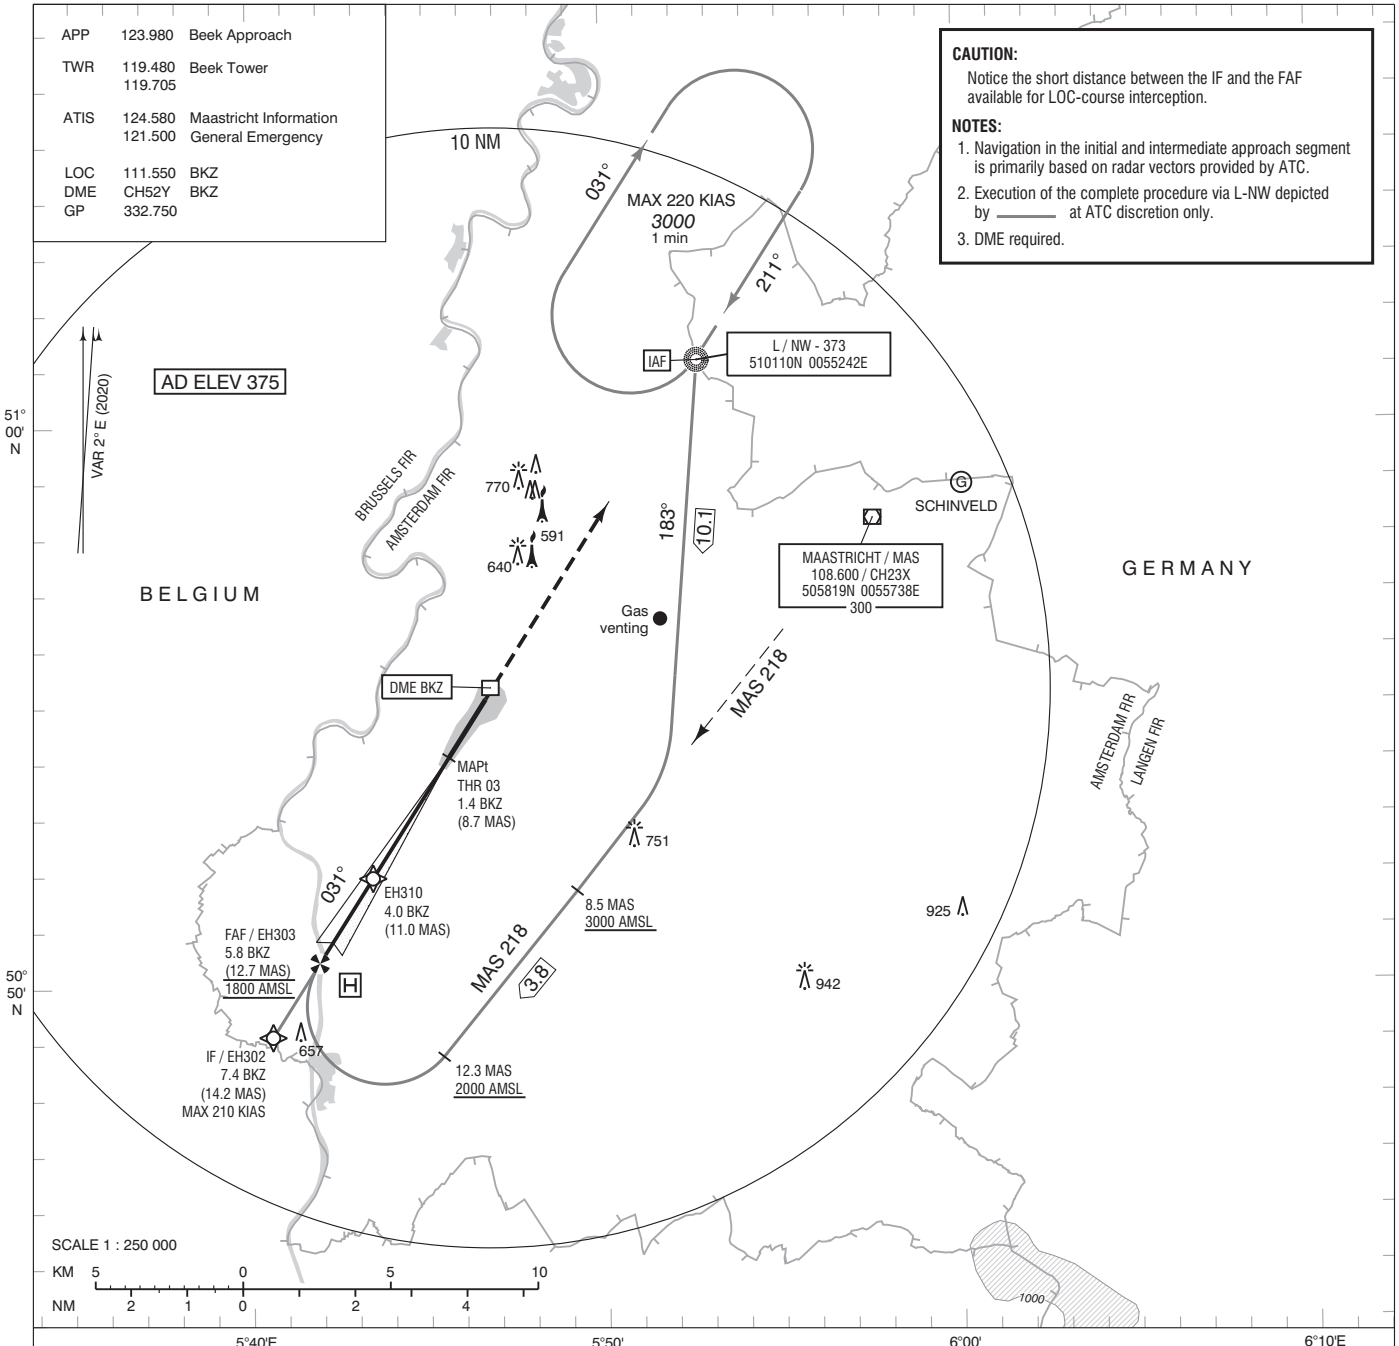 APP 123.980 Beek Approach
TWR 119.480 Beek Tower
119.705
ATIS 124.580 Maastricht Information
121.500 General Emergency
LOC 111.550 BKZ
DME CH52Y BKZ
GP 332.750
CAUTION:
Notice the short distance between the IF and the FAF
available for LOC-course interception.
NOTES:
1. Navigation in the initial and intermediate approach segment
is primarily based on radar vectors provided by ATC.
2. Execution of the complete procedure via L-NW depicted
by at ATC discretion only.
3. DME required.
10 NM
031°
MAX 220 KIAS
3000
1 min
211°
IAF
L / NW - 373
510110N 0055242E
AD ELEV 375
VAR 2° E (2020)
51°
00'
N
BRUSSELS FIR
AMSTERDAM FIR
770
591
640
183°
10.1
G
SCHINVELD
MAASTRICHT / MAS
108.600 / CH23X
505819N 0055738E
300
BELGIUM
GERMANY
Gas
venting
DME BKZ
MAS 218
AMSTERDAM FIR
LANGEN FIR
MAPt
THR 03
1.4 BKZ
(8.7 MAS)
751
031°
EH310
4.0 BKZ
(11.0 MAS)
8.5 MAS
3000 AMSL
925
FAF / EH303
5.8 BKZ
(12.7 MAS)
1800 AMSL
H
MAS 218
3.8
942
50°
50'
N
657
IF / EH302
7.4 BKZ
(14.2 MAS)
MAX 210 KIAS
12.3 MAS
2000 AMSL
SCALE 1 : 250 000
KM 5 0 5 10
NM 2 1 0 2 4
1000
5°40'E 5°50' 6°00' 6°10'E